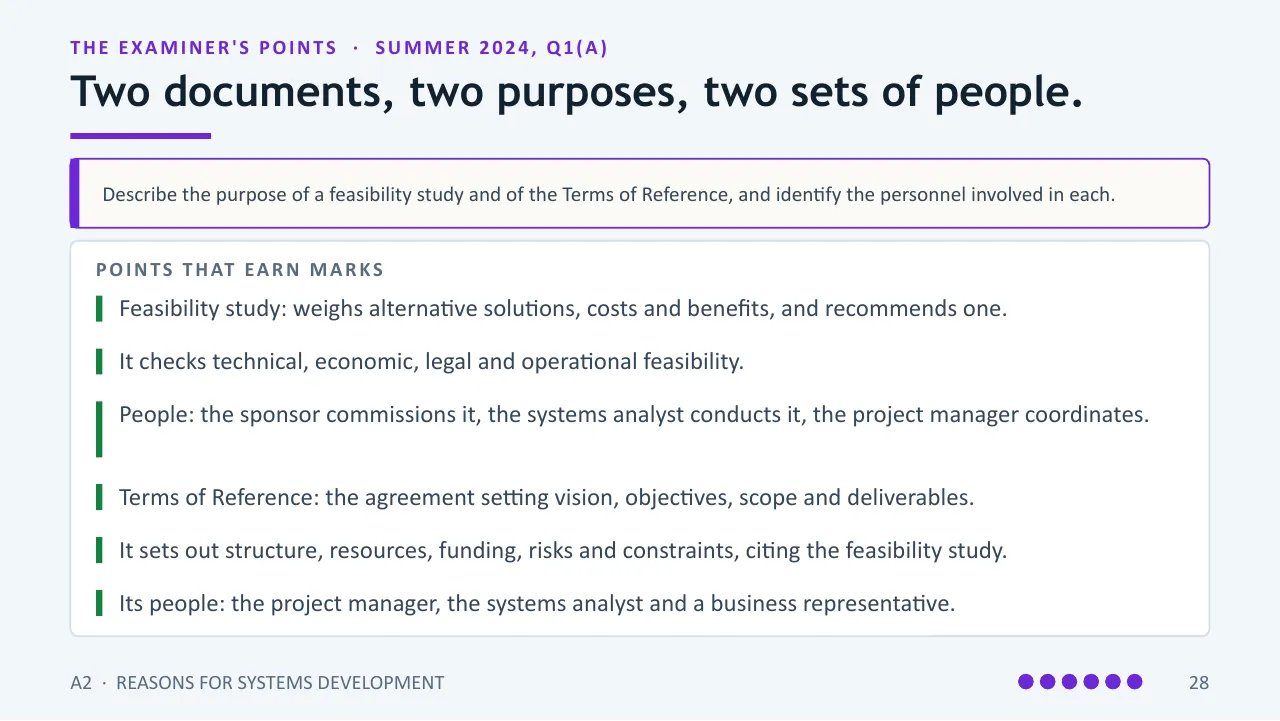 THE EXAMINER'S POINTS · SUMMER 2024, Q1(A)
Two documents, two purposes, two sets of people.
Describe the purpose of a feasibility study and of the Terms of Reference, and identify the personnel involved in each.
POINTS THAT EARN MARKS
Feasibility study: weighs alternative solutions, costs and benefits, and recommends one.
It checks technical, economic, legal and operational feasibility.
People: the sponsor commissions it, the systems analyst conducts it, the project manager coordinates.
Terms of Reference: the agreement setting vision, objectives, scope and deliverables.
It sets out structure, resources, funding, risks and constraints, citing the feasibility study.
Its people: the project manager, the systems analyst and a business representative.
A2 · REASONS FOR SYSTEMS DEVELOPMENT
28